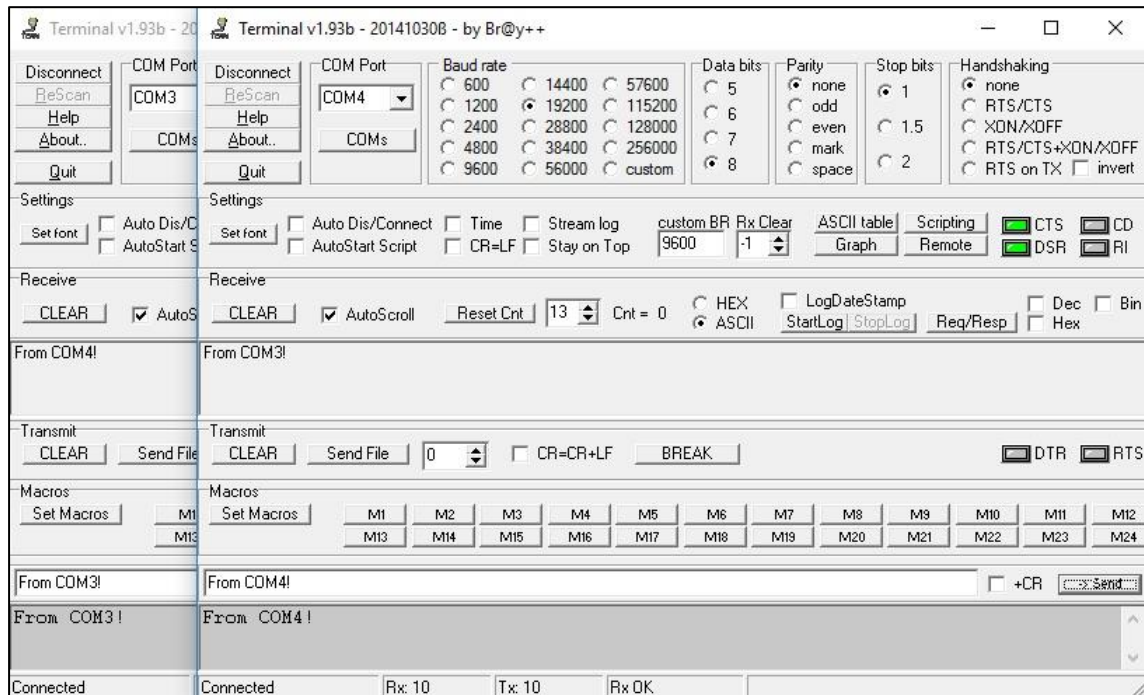 Terminal v1.93b - 20
Terminal v1.93b - 20141030ß - by Br@y++
Disconnect
ReScan
Help
About..
Quit
COM Port
COM3
COMs
Disconnect
ReScan
Help
About..
Quit
COM Port
COM4
COMs
Baud rate
600 14400 57600
1200 19200 115200
2400 28800 128000
4800 38400 256000
9600 56000 custom
Data bits
5
6
7
8
Parity
none
odd
even
mark
space
Stop bits
1
1.5
2
Handshaking
none
RTS/CTS
XON/XOFF
RTS/CTS+XON/XOFF
RTS on TX invert
Settings
Set font
Auto Dis/C
AutoStart S
Settings
Set font
Auto Dis/Connect Time Stream log
AutoStart Script CR=LF Stay on Top
custom BR Rx Clear
9600 -1
ASCII table Scripting
Graph Remote
CTS CD
DSR RI
Receive
CLEAR AutoS
Receive
CLEAR AutoScroll Reset Cnt 13 Cnt = 0
HEX
ASCII
LogDateStamp
StartLog StopLog Req/Resp
Dec Bin
Hex
From COM4!
From COM3!
Transmit
CLEAR Send File
Transmit
CLEAR Send File 0 CR=CR+LF BREAK DTR RTS
Macros
Set Macros M1
M13
Macros
Set Macros M1 M2 M3 M4 M5 M6 M7 M8 M9 M10 M11 M12
M13 M14 M15 M16 M17 M18 M19 M20 M21 M22 M23 M24
From COM3!
From COM4! +CR -> Send
From COM3!
From COM4!
Connected
Connected Rx: 10 Tx: 10 Rx OK